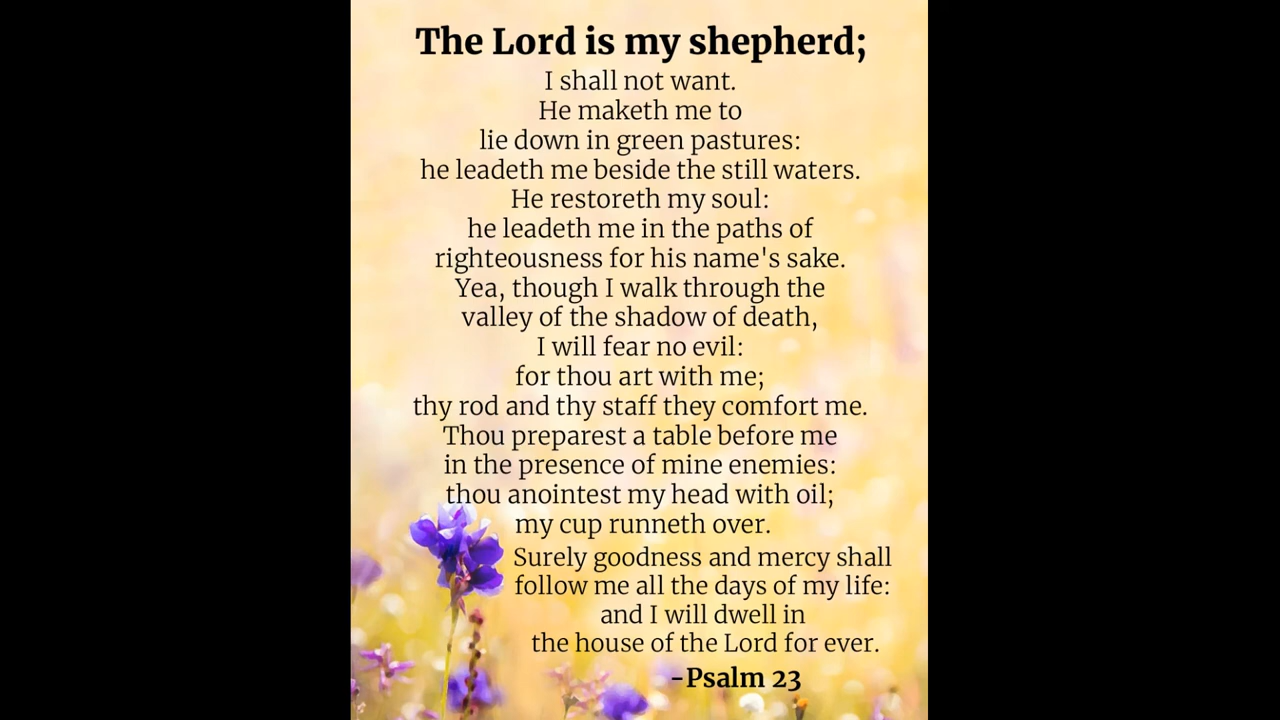 The Lord is my shepherd;
I shall not want.
He maketh me to
lie down in green pastures:
he leadeth me beside the still waters.
He restoreth my soul:
he leadeth me in the paths of
righteousness for his name's sake.
Yea, though I walk through the
valley of the shadow of death,
I will fear no evil:
for thou art with me;
thy rod and thy staff they comfort me.
Thou preparest a table before me
in the presence of mine enemies:
thou anointest my head with oil;
my cup runneth over.
Surely goodness and mercy shall
follow me all the days of my life:
and I will dwell in
the house of the Lord for ever.
-Psalm 23